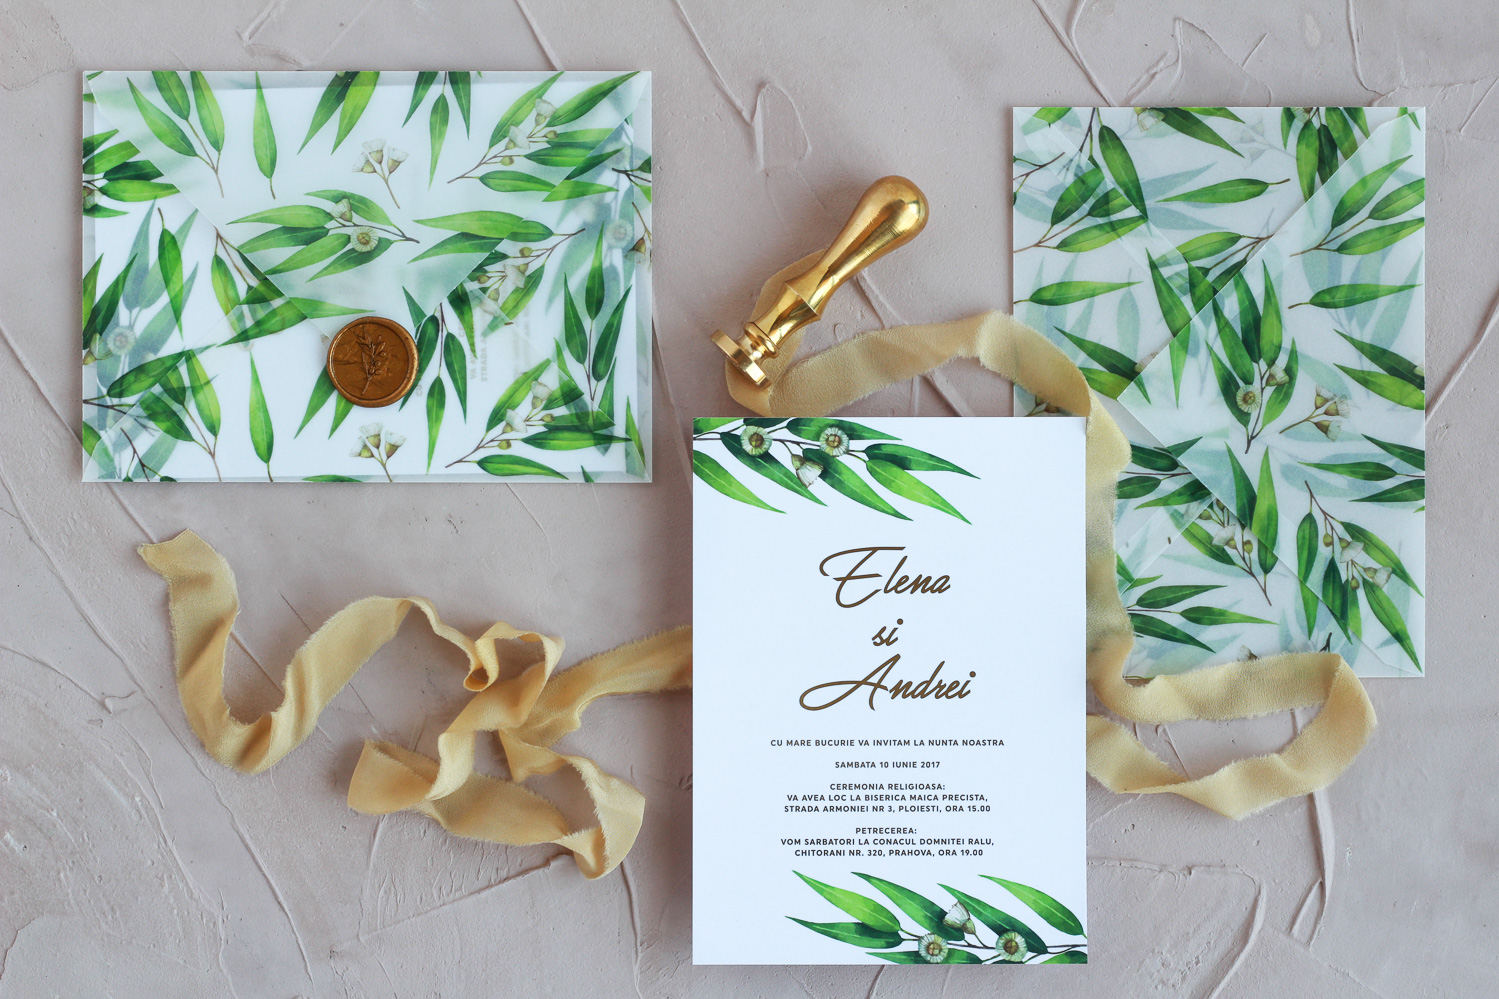 Elena
si
Andrei
CU MARE BUCURIE VA INVITAM LA NUNTA NOASTRA
SAMBATA 10 IUNIE 2017
CEREMONIA RELIGIOASA:
VA AVEA LOC LA BISERICA MAICA PRECISTA,
STRADA ARMONIEI NR 3, PLOIESTI, ORA 15.00
PETRECEREA:
VOM SARBATORI LA CONACUL DOMNITEI RALU,
CHITORANI NR. 320, PRAHOVA, ORA 19.00